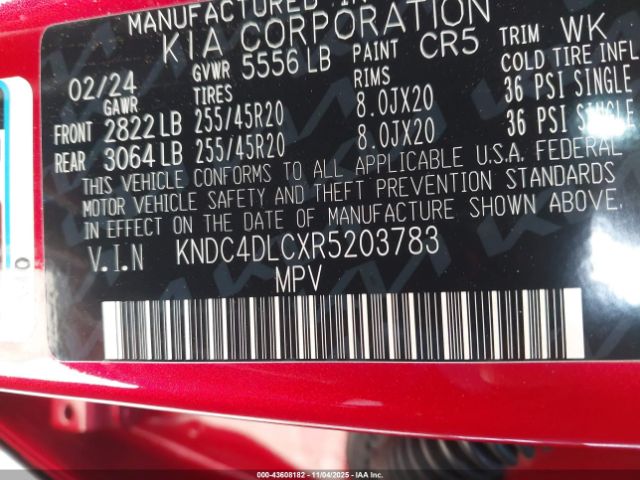 MANUFACTURED
KIA CORPORATION
02/24 GVWR 5556 LB PAINT CR5 TRIM WK
GAWR TIRES RIMS COLD TIRE INFL
FRONT 2822 LB 255/45R20 8.0JX20 36 PSI SINGLE
REAR 3064 LB 255/45R20 8.0JX20 36 PSI SINGLE
THIS VEHICLE CONFORMS TO ALL APPLICABLE U.S.A. FEDERAL
MOTOR VEHICLE SAFETY AND THEFT PREVENTION STANDARDS
IN EFFECT ON THE DATE OF MANUFACTURE SHOWN ABOVE.
V.I.N KNDC4DLCXR5203783
MPV
000-43608182 - 11/04/2025 - IAA Inc.